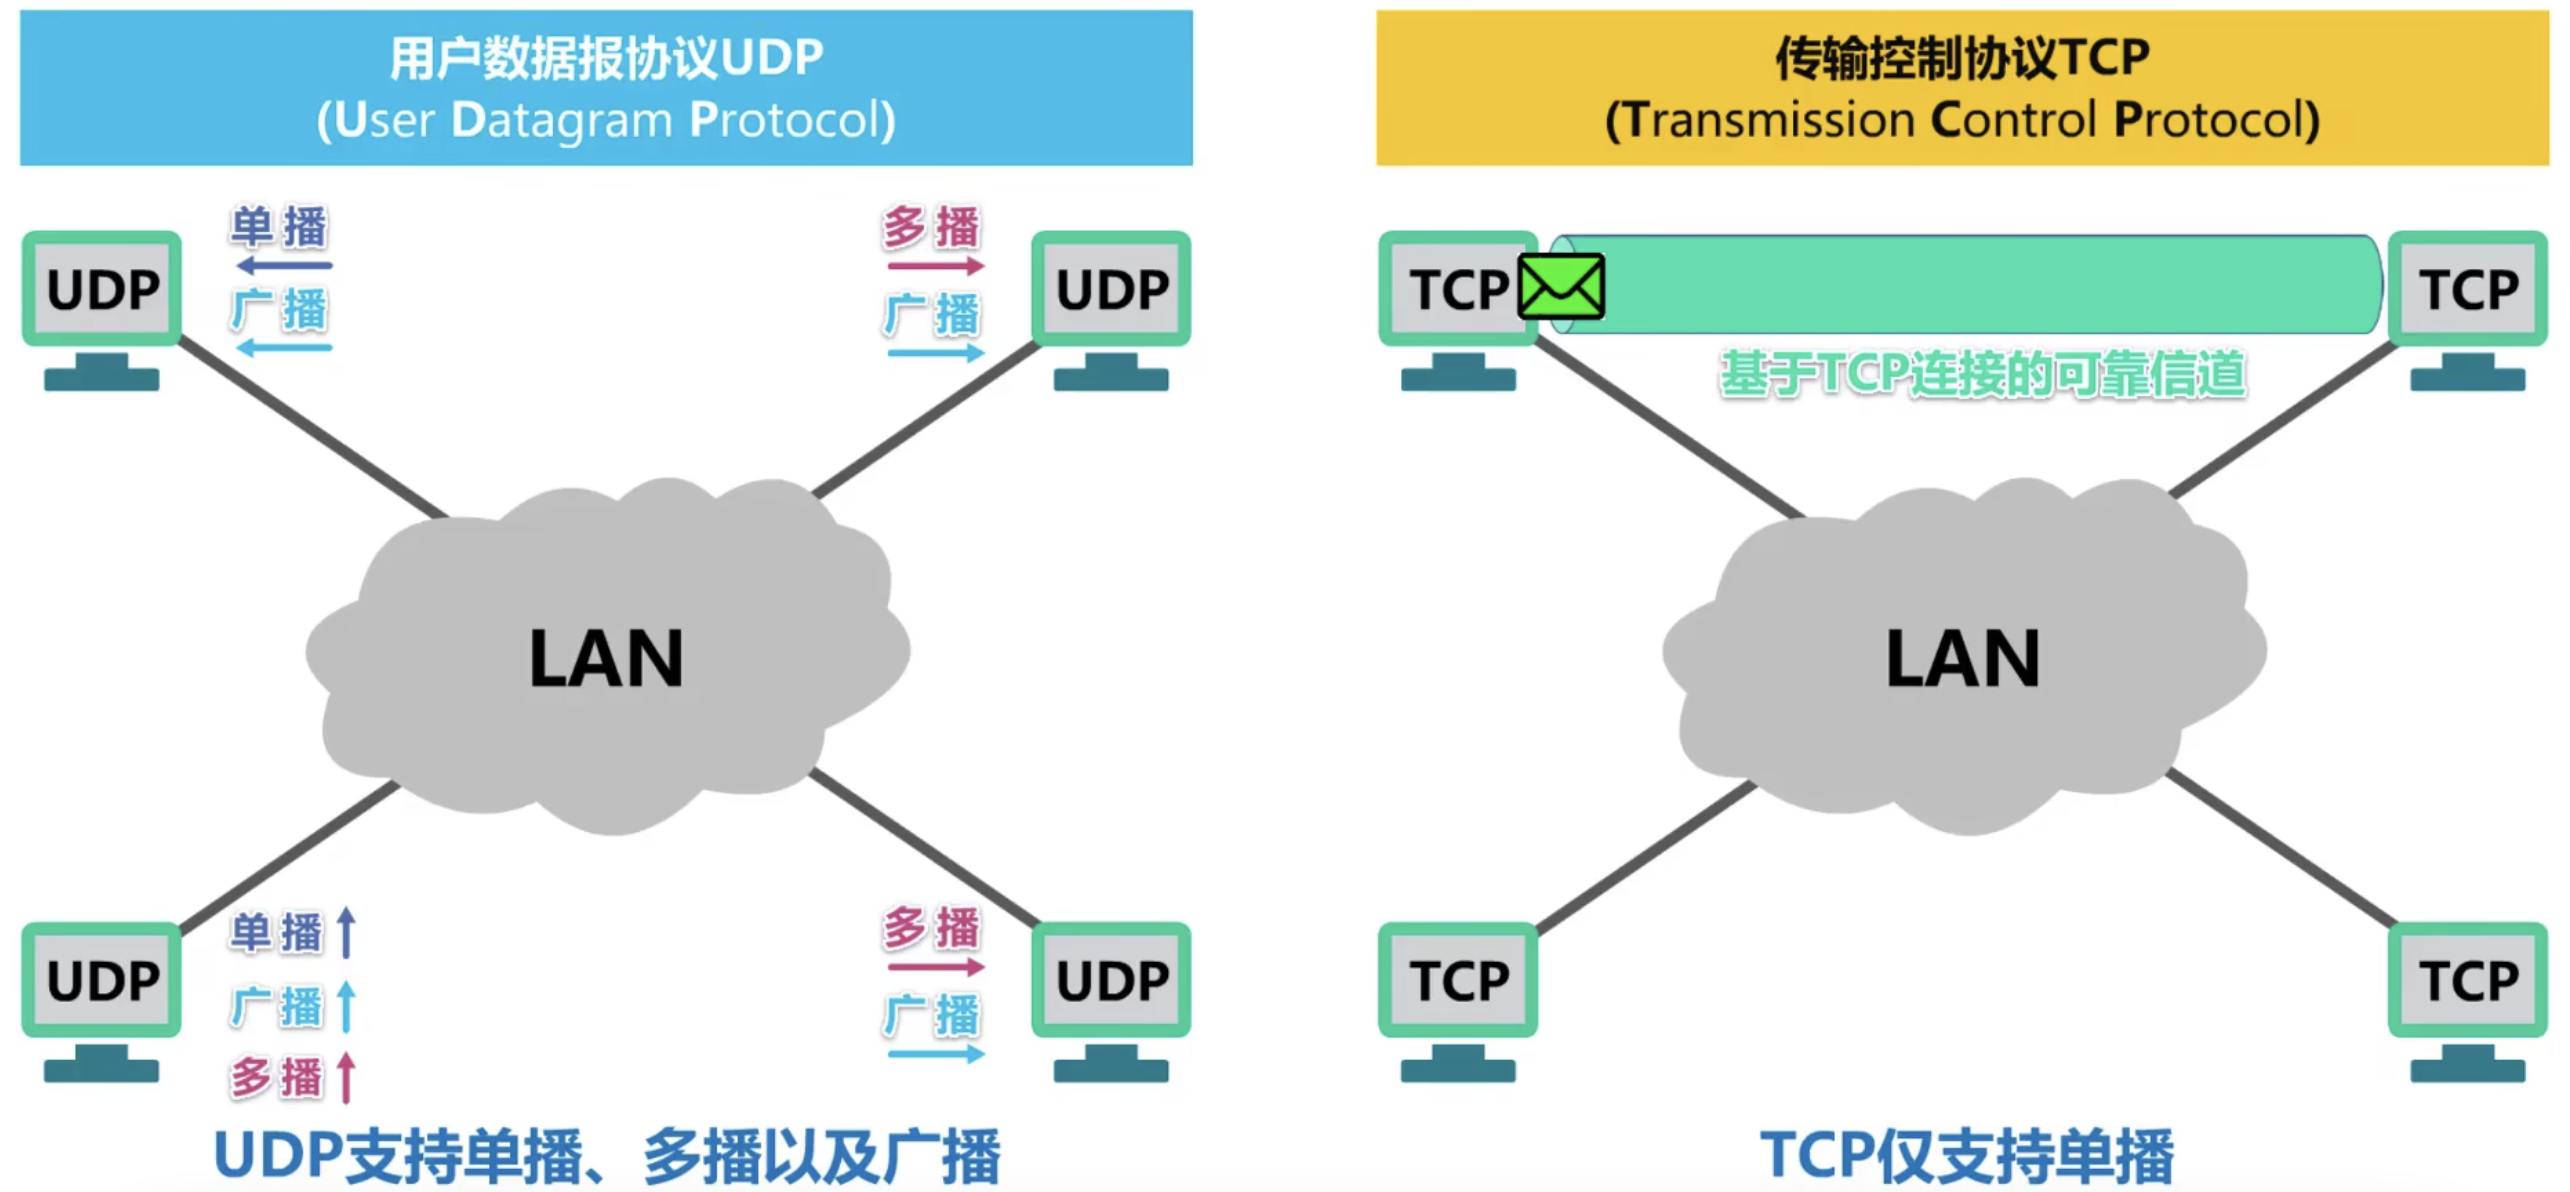 用户数据报协议UDP
(User Datagram Protocol)
单播
广播
UDP
多播
广播
UDP
LAN
UDP
单播
广播
多播
多播
广播
UDP
UDP支持单播、多播以及广播
传输控制协议TCP
(Transmission Control Protocol)
TCP
TCP
基于TCP连接的可靠信道
LAN
TCP
TCP
TCP仅支持单播